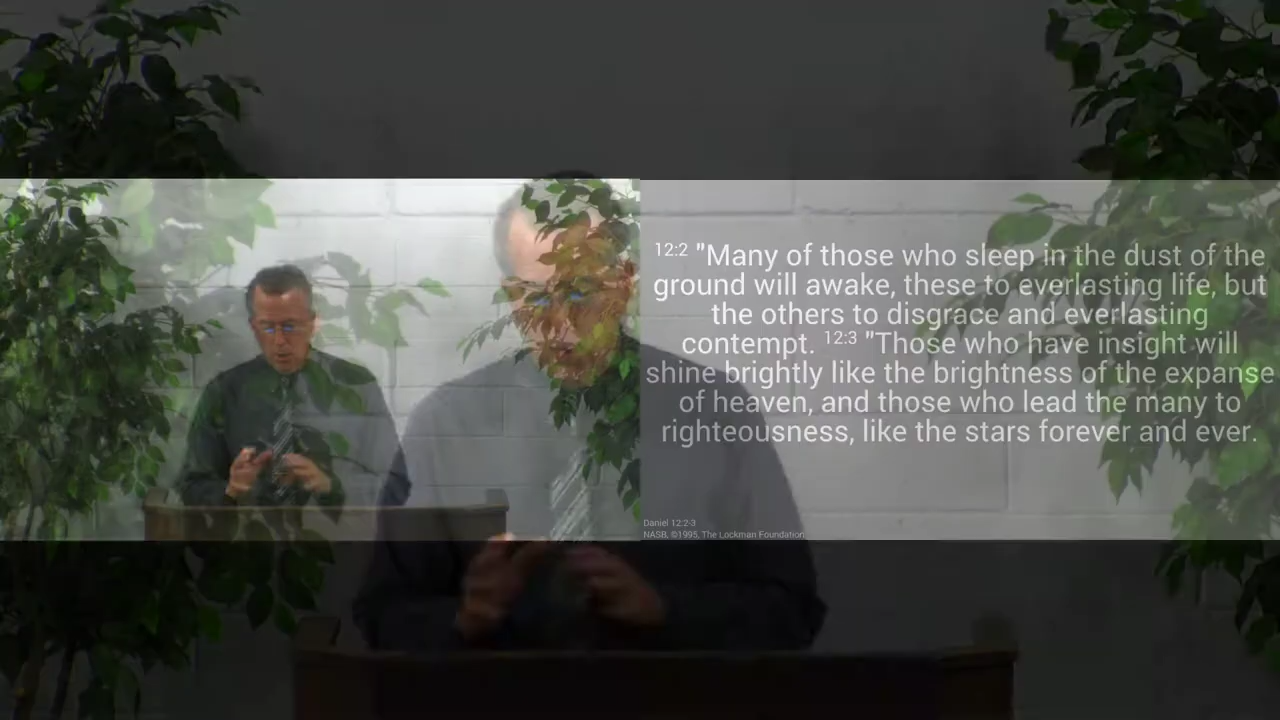 12:2 "Many of those who sleep in the dust of the
ground will awake, these to everlasting life, but
the others to disgrace and everlasting
contempt. 12:3 "Those who have insight will
shine brightly like the brightness of the expanse
of heaven, and those who lead the many to
righteousness, like the stars forever and ever.
Daniel 12:2-3
NASB, ©1995, The Lockman Foundation